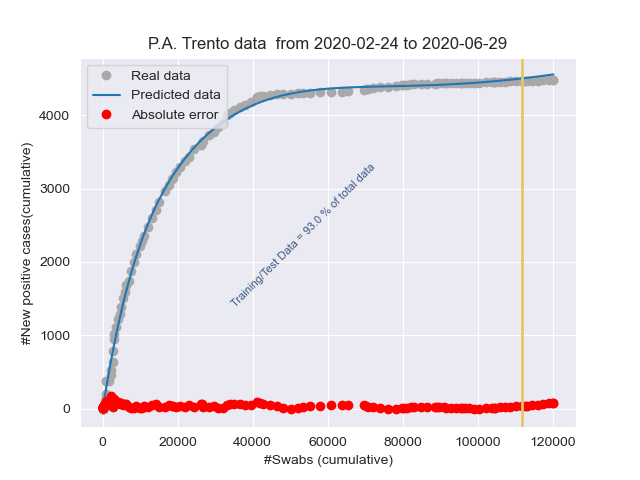 P.A. Trento data  from 2020-02-24 to 2020-06-29
Real data
Predicted data
Absolute error
#New positive cases(cumulative)
4000
3000
2000
1000
0
Training/Test Data = 93.0 % of total data
0
20000
40000
60000
80000
100000
120000
#Swabs (cumulative)